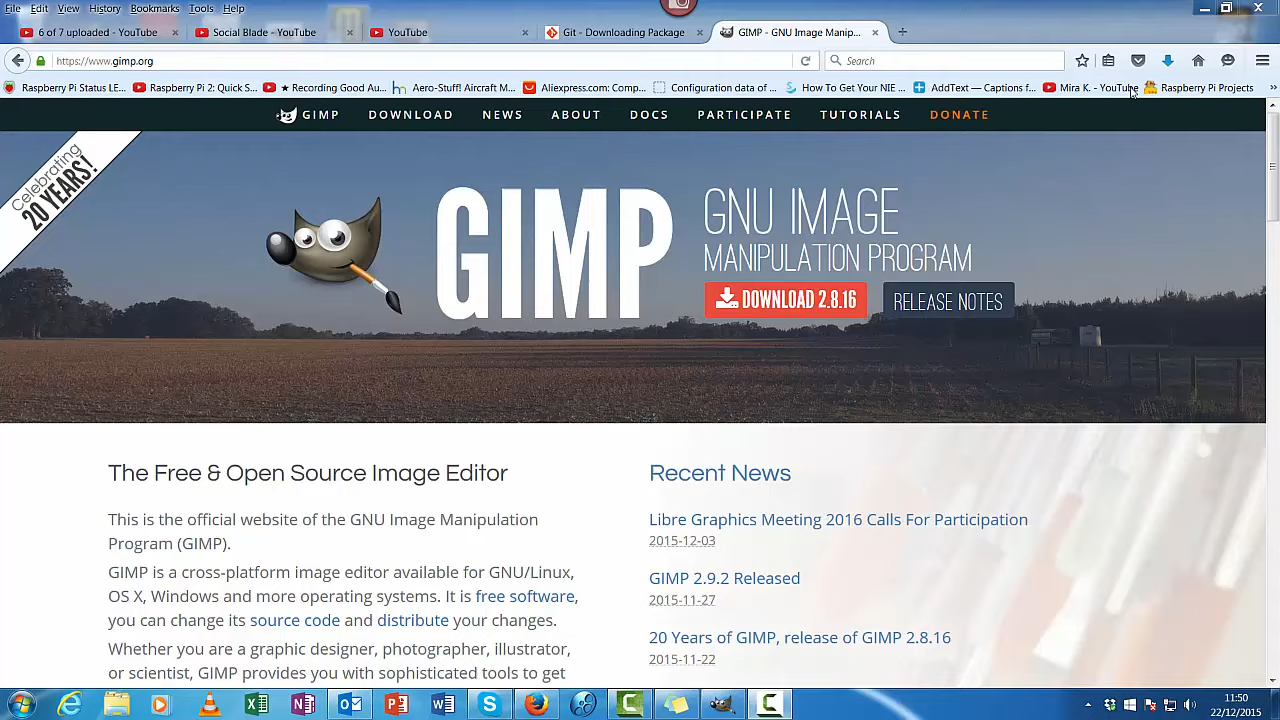 File Edit View History Bookmarks Tools Help
6 of 7 uploaded - YouTube
Social Blade - YouTube
YouTube
Git - Downloading Package
GIMP - GNU Image Manip...
https://www.gimp.org
Search
Raspberry Pi 5sius LE...
Raspberry Pi 2: Quick S...
★ Recording Good Au...
Aero-Stuff! Aircraft M...
Aliexpress.com: Comp...
Configuration data of ...
How To Get Your NIE ...
AddText — Captions f...
Mira K. - YouTube
Raspberry Pi Projects
GIMP DOWNLOAD NEWS ABOUT DOCS PARTICIPATE TUTORIALS DONATE
Celebrating
20 YEARS!
GIMP
GNU IMAGE
MANIPULATION PROGRAM
DOWNLOAD 2.8.16
RELEASE NOTES
The Free & Open Source Image Editor
This is the official website of the GNU Image Manipulation
Program (GIMP).
GIMP is a cross-platform image editor available for GNU/Linux,
OS X, Windows and more operating systems. It is free software,
you can change its source code and distribute your changes.
Whether you are a graphic designer, photographer, illustrator,
or scientist, GIMP provides you with sophisticated tools to get
Recent News
Libre Graphics Meeting 2016 Calls For Participation
2015-12-03
GIMP 2.9.2 Released
2015-11-27
20 Years of GIMP, release of GIMP 2.8.16
2015-11-22
11:50
22/12/2015